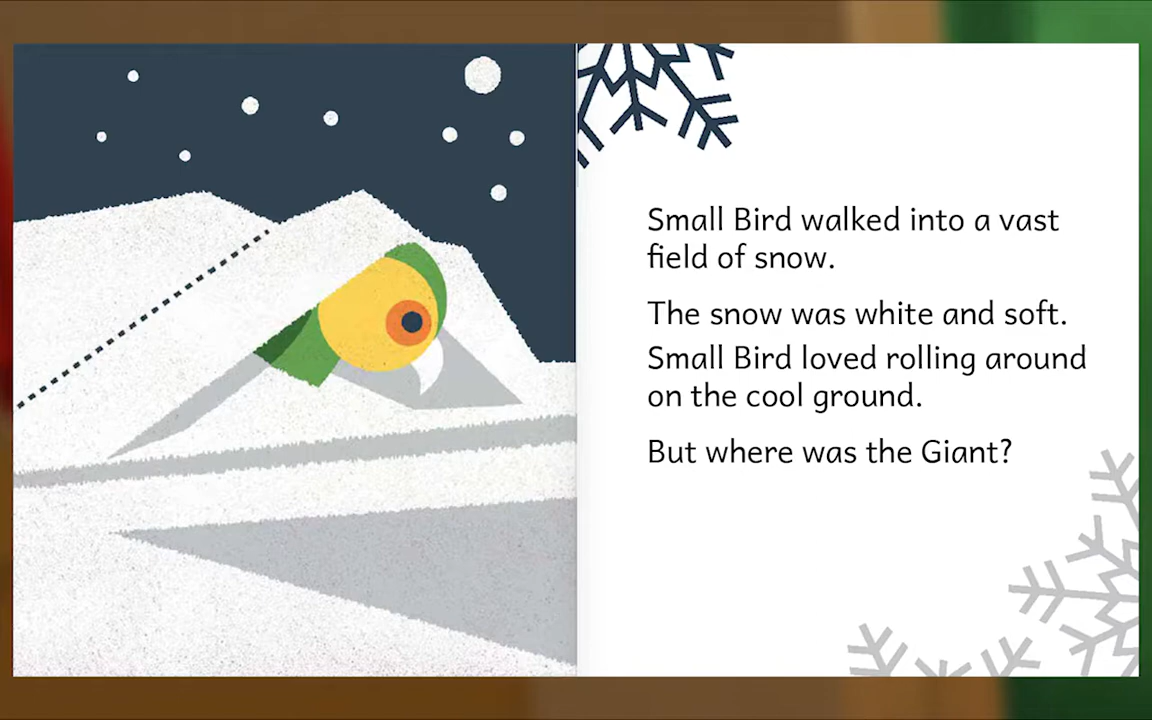 Small Bird walked into a vast
field of snow.
The snow was white and soft.
Small Bird loved rolling around
on the cool ground.
But where was the Giant?